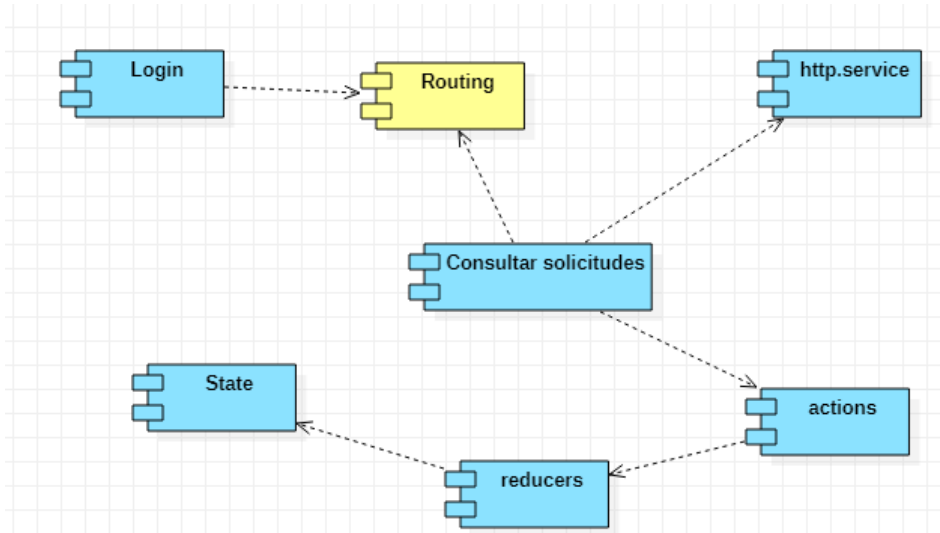 Login
Routing
http.service
Consultar solicitudes
State
actions
reducers